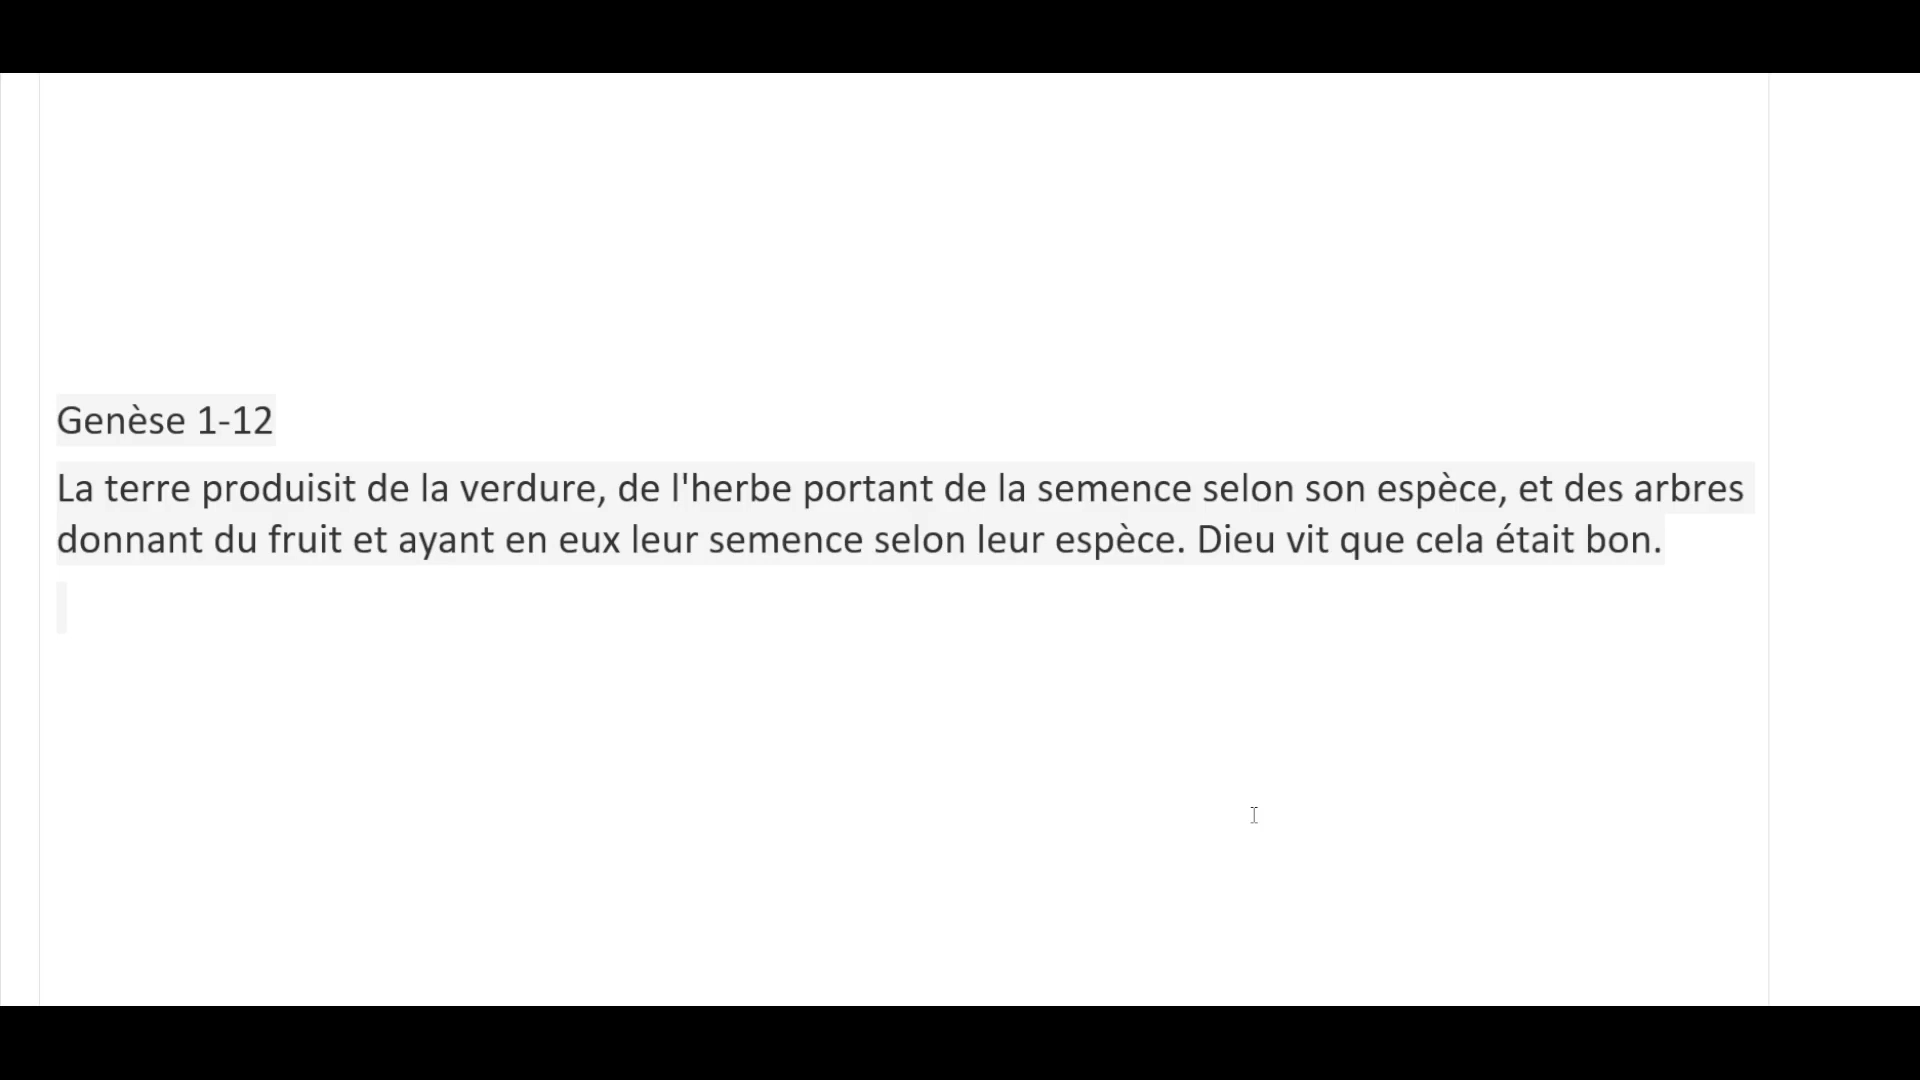 Genèse 1-12
La terre produisit de la verdure, de l'herbe portant de la semence selon son espèce, et des arbres
donnant du fruit et ayant en eux leur semence selon leur espèce. Dieu vit que cela était bon.